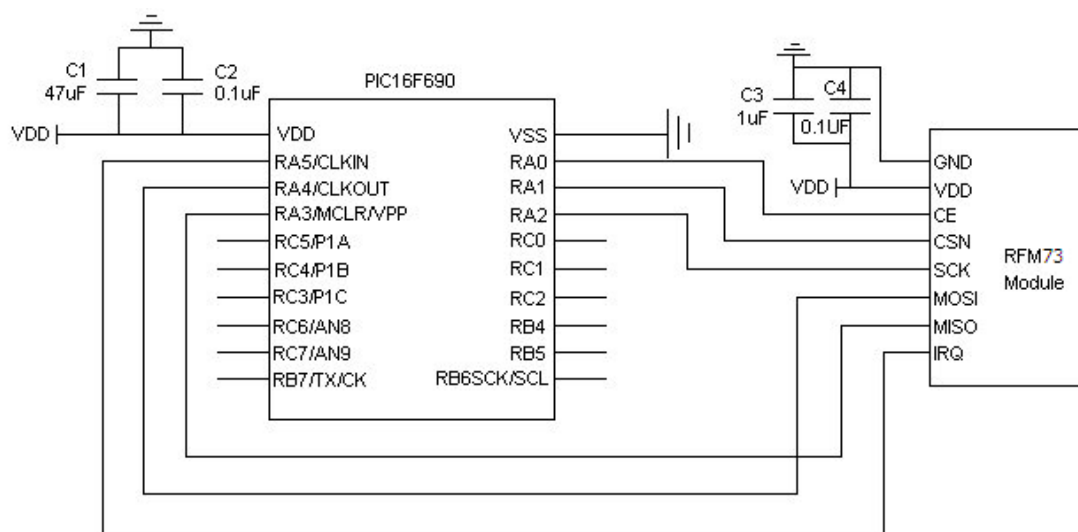 C1
47uF
C2
0.1uF
VDD
PIC16F690
VDD
RA5/CLKIN
RA4/CLKOUT
RA3/MCLR/VPP
RC5/P1A
RC4/P1B
RC3/P1C
RC6/AN8
RC7/AN9
RB7/TX/CK
VSS
RA0
RA1
RA2
RC0
RC1
RC2
RB4
RB5
RB6SCK/SCL
C3
1uF
C4
0.1UF
VDD
GND
VDD
CE
CSN
SCK
MOSI
MISO
IRQ
RFM73
Module